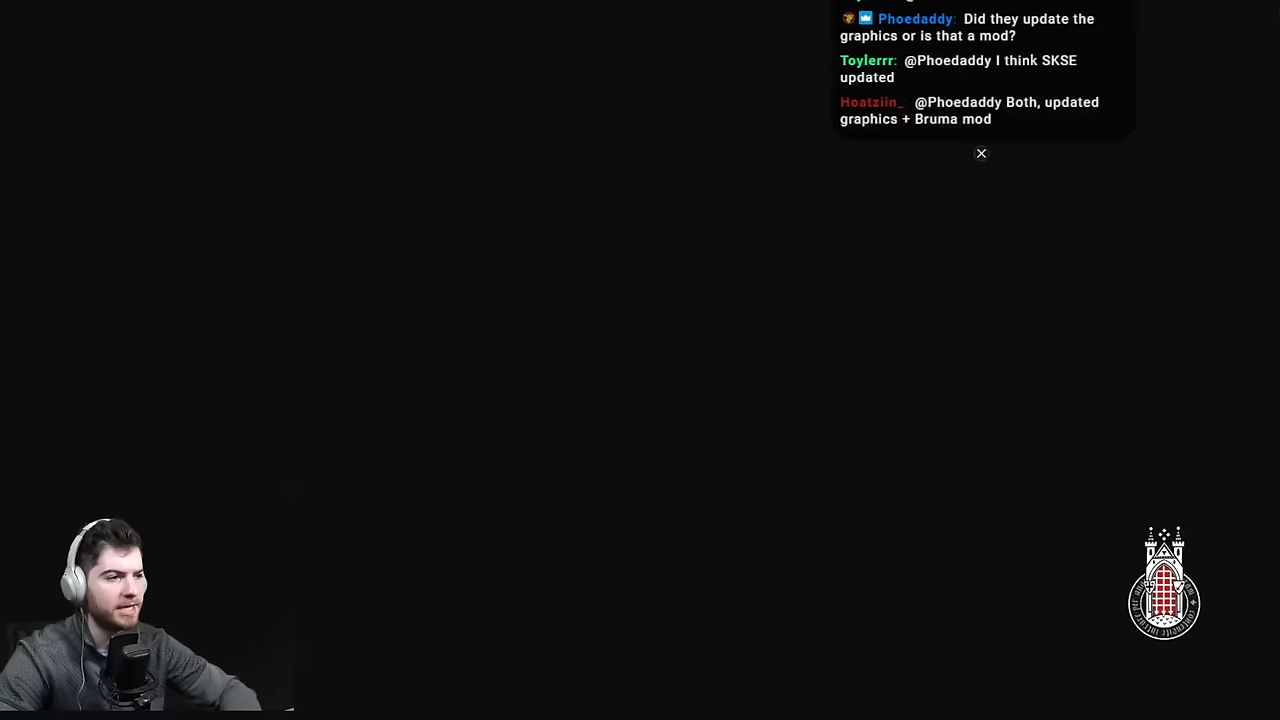 Phoedaddy: Did they update the
graphics or is that a mod?
Toylerrr: @Phoedaddy I think SKSE
updated
Hoatziin_: @Phoedaddy Both, updated
graphics + Bruma mod